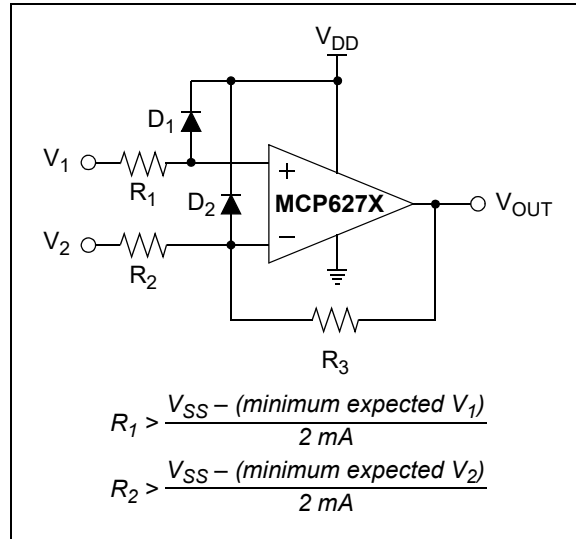 V_DD
D_1
V_1
R_1
+
MCP627X
V_OUT
D_2
V_2
–
R_2
R_3
R_1 > V_SS – (minimum expected V_1) / 2 mA
R_2 > V_SS – (minimum expected V_2) / 2 mA